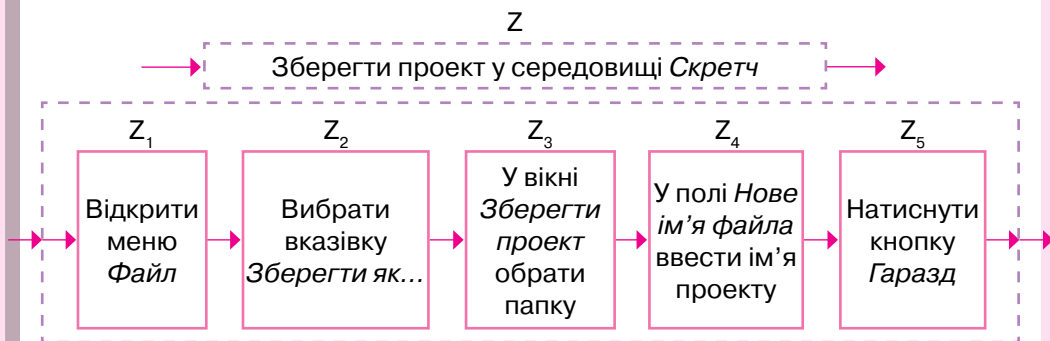 Z
Зберегти проект у середовищі Скретч
Z1
Відкрити
меню
Файл
Z2
Вибрати
вказівку
Зберегти як...
Z3
У вікні
Зберегти
проект
обрати
папку
Z4
У полі Нове
ім’я файла
ввести ім’я
проекту
Z5
Натиснути
кнопку
Гаразд